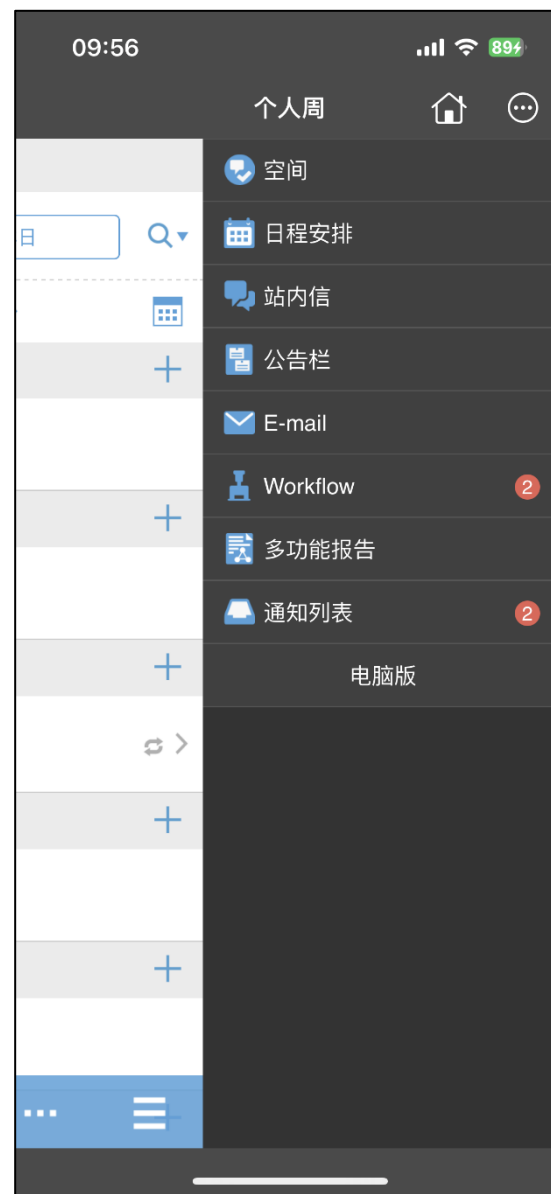 09:56
89
个人周
空间
日
日程安排
站内信
公告栏
E-mail
Workflow 2
多功能报告
通知列表 2
电脑版